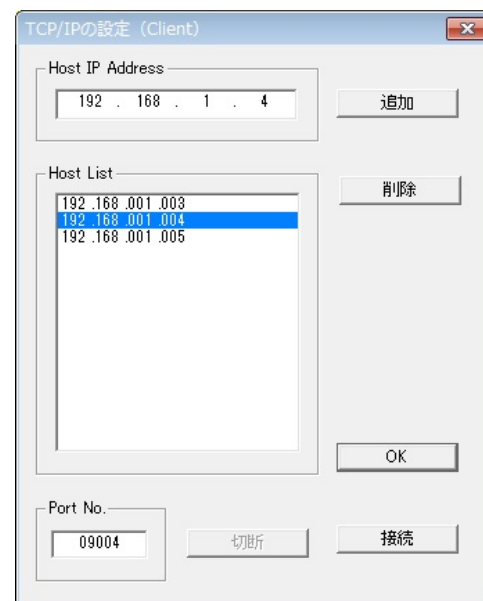 TCP/IPの設定（Client）
Host IP Address
192 . 168 . 1 . 4
追加
Host List
削除
192 .168 .001 .003
192 .168 .001 .004
192 .168 .001 .005
OK
Port No.
09004
切断
接続